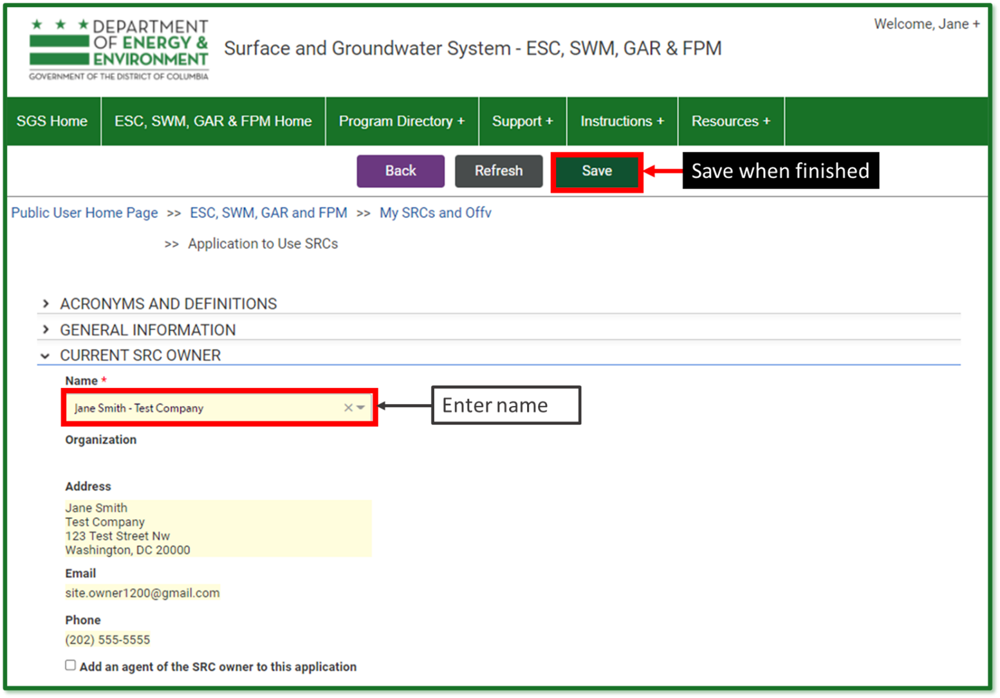 DEPARTMENT
OF ENERGY &
ENVIRONMENT
GOVERNMENT OF THE DISTRICT OF COLUMBIA
Surface and Groundwater System - ESC, SWM, GAR & FPM
Welcome, Jane +
SGS Home
ESC, SWM, GAR & FPM Home
Program Directory +
Support +
Instructions +
Resources +
Back
Refresh
Save
Save when finished
Public User Home Page >> ESC, SWM, GAR and FPM >> My SRCs and Offv
>> Application to Use SRCs
ACRONYMS AND DEFINITIONS
GENERAL INFORMATION
CURRENT SRC OWNER
Name *
Jane Smith - Test Company
Enter name
Organization
Address
Jane Smith
Test Company
123 Test Street Nw
Washington, DC 20000
Email
site.owner1200@gmail.com
Phone
(202) 555-5555
Add an agent of the SRC owner to this application